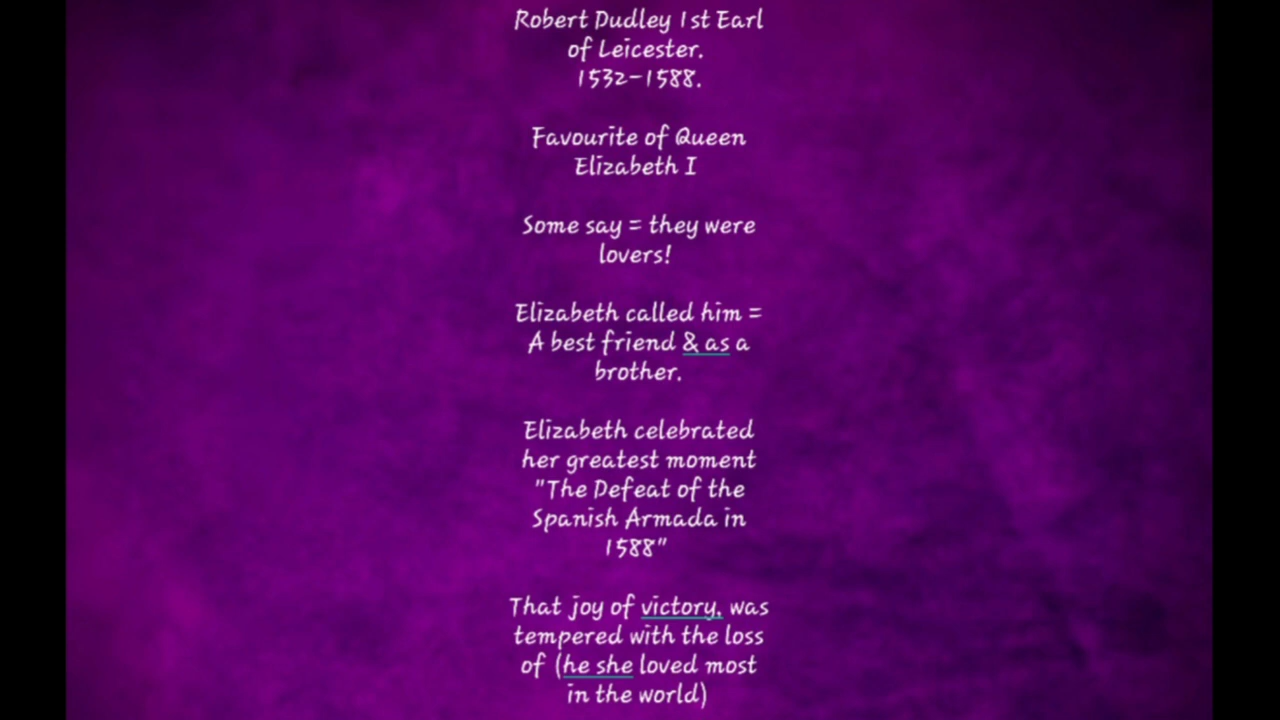 Robert Dudley 1st Earl
of Leicester.
1532-1588.
Favourite of Queen
Elizabeth I
Some say = they were
lovers!
Elizabeth called him =
A best friend & as a
brother.
Elizabeth celebrated
her greatest moment
"The Defeat of the
Spanish Armada in
1588"
That joy of victory, was
tempered with the loss
of (he she loved most
in the world)